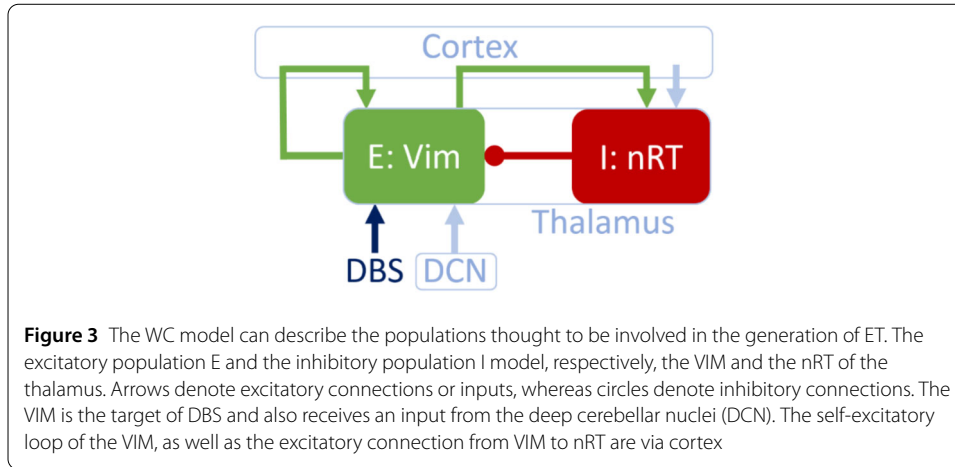 Cortex
E: Vim
I: nRT
Thalamus
DBS
DCN
Figure 3 The WC model can describe the populations thought to be involved in the generation of ET. The
excitatory population E and the inhibitory population I model, respectively, the VIM and the nRT of the
thalamus. Arrows denote excitatory connections or inputs, whereas circles denote inhibitory connections. The
VIM is the target of DBS and also receives an input from the deep cerebellar nuclei (DCN). The self-excitatory
loop of the VIM, as well as the excitatory connection from VIM to nRT are via cortex